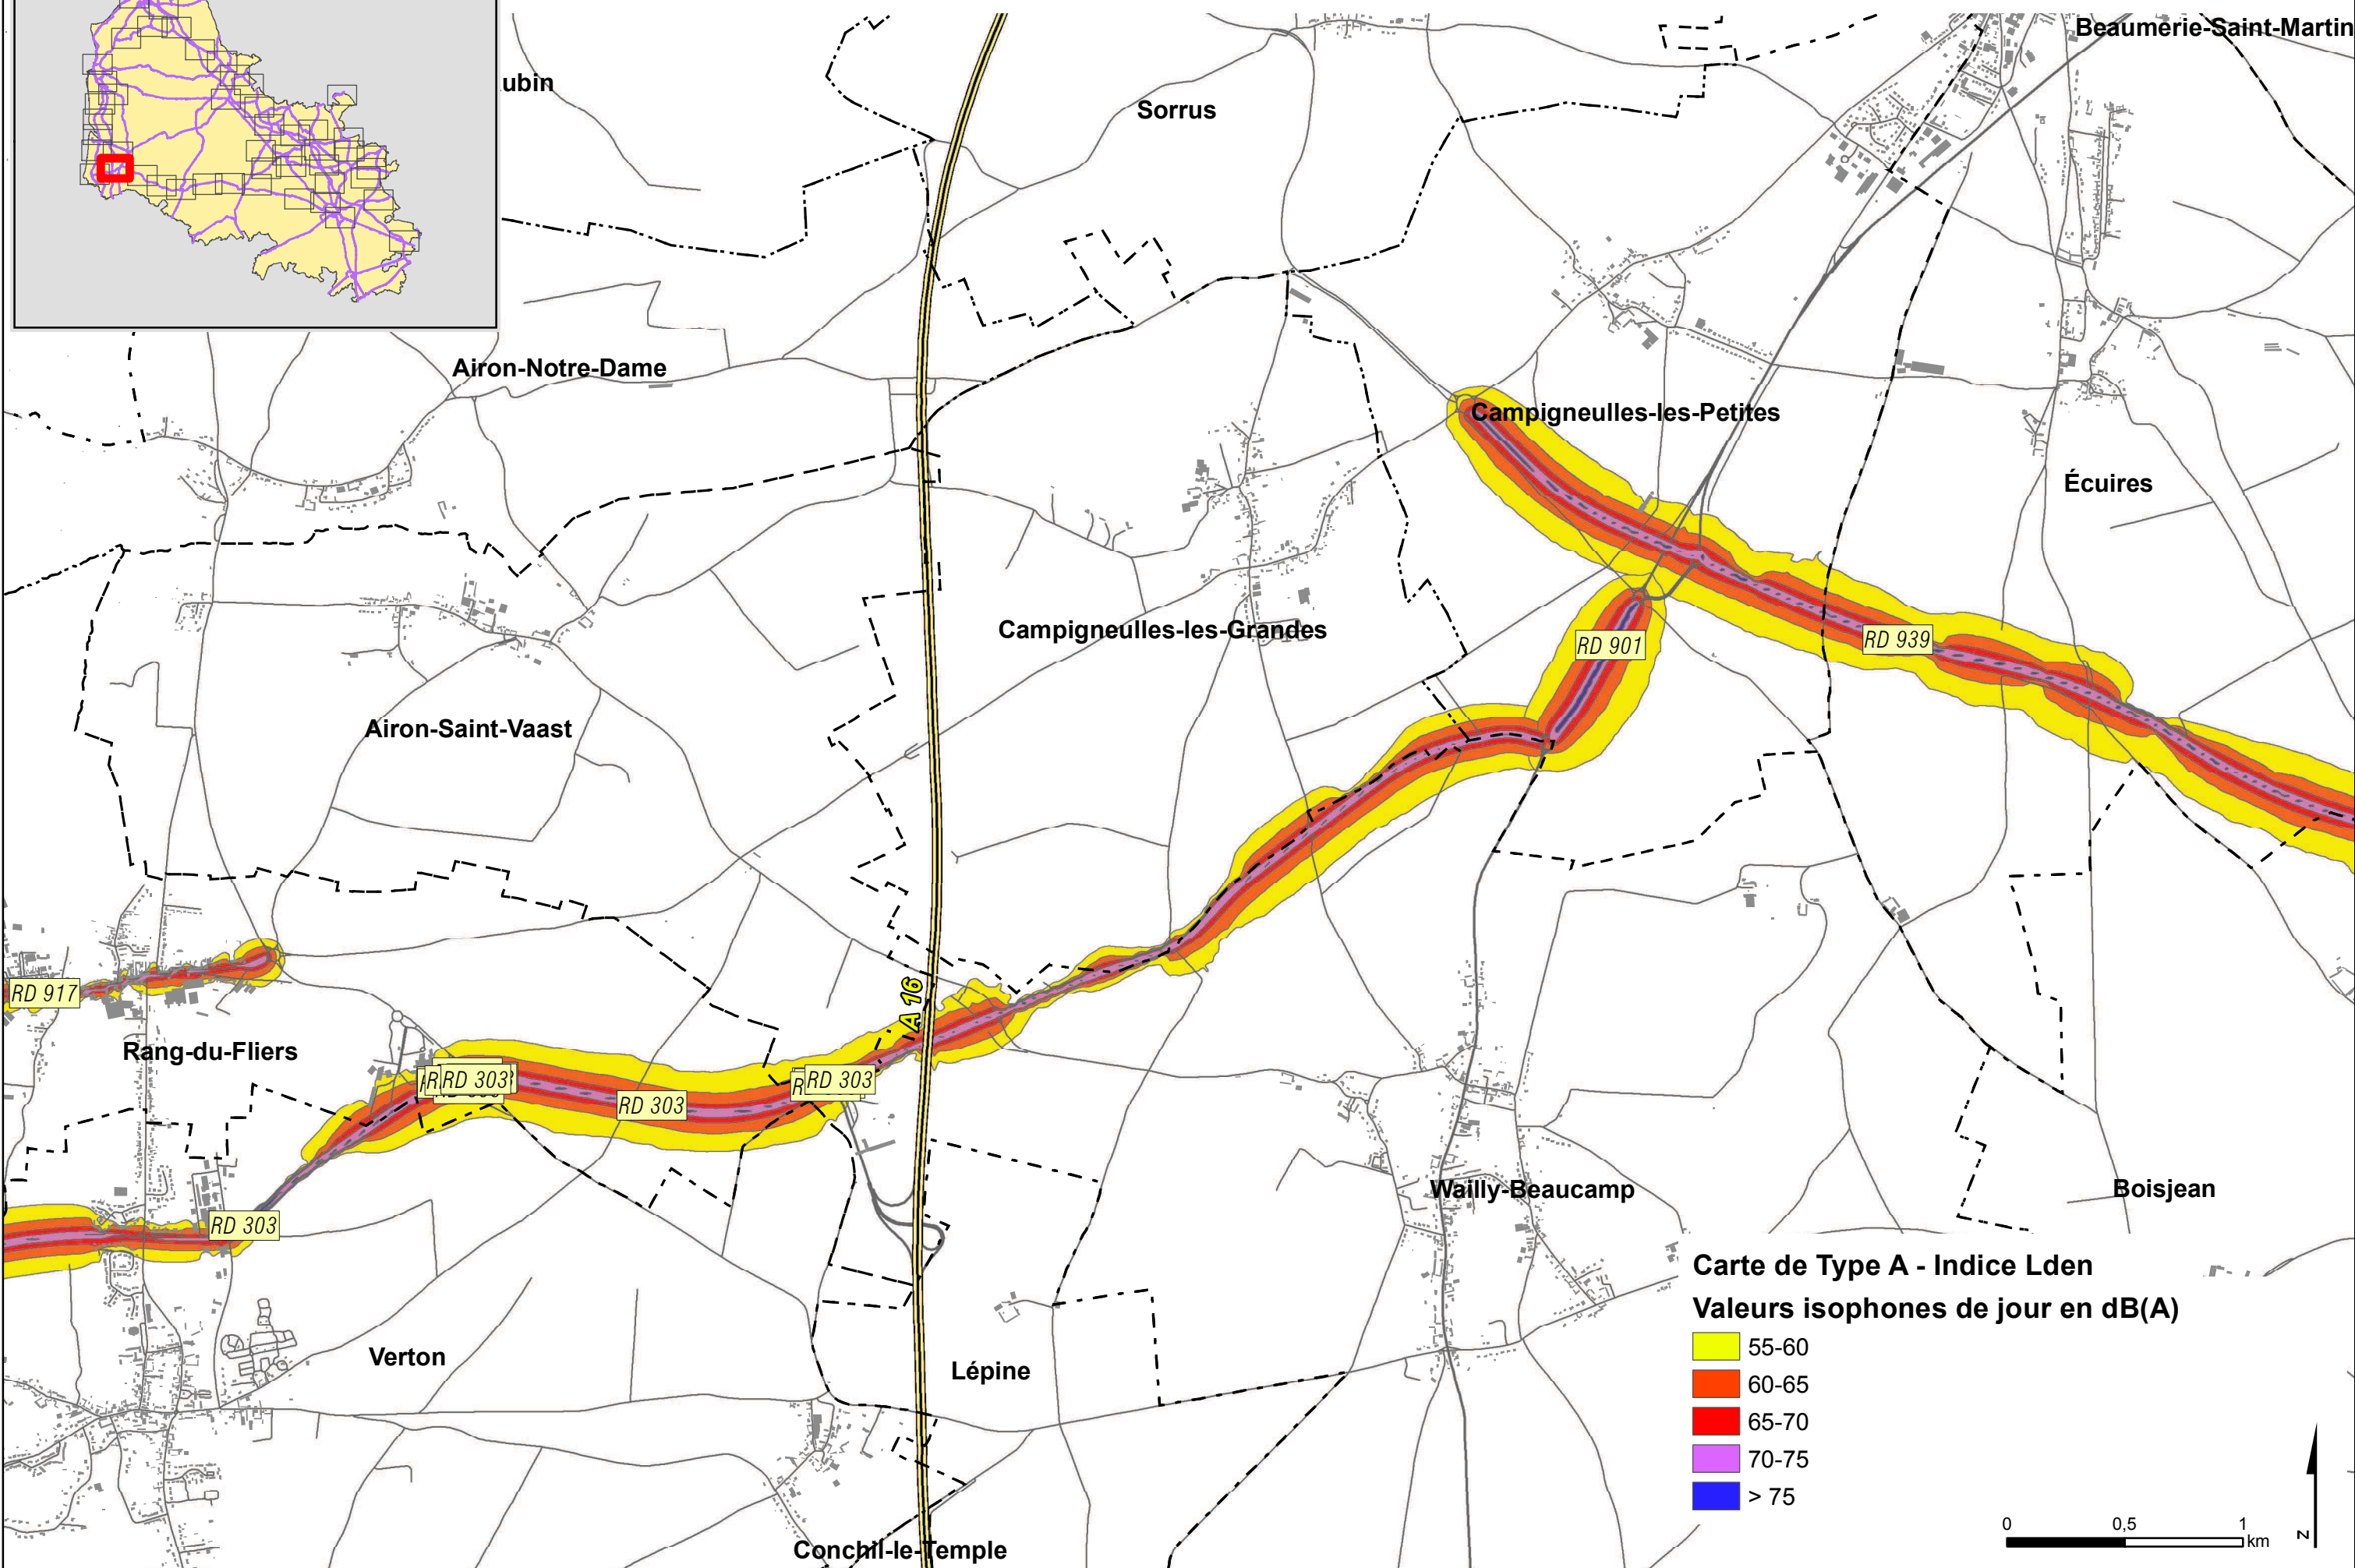 Beaumerie-Saint-Martin
ubin
Sorrus
Airon-Notre-Dame
Campigneulles-les-Petites
Écuires
Campigneulles-les-Grandes
RD 901
RD 939
Airon-Saint-Vaast
RD 917
A 16
Rang-du-Fliers
RD 303
RD 303
RD 303
RD 303
Wailly-Beaucamp
Boisjean
Verton
Lépine
Conchil-le-Temple
Carte de Type A - Indice Lden
Valeurs isophones de jour en dB(A)
55-60
60-65
65-70
70-75
> 75
0 0,5 1
km
N